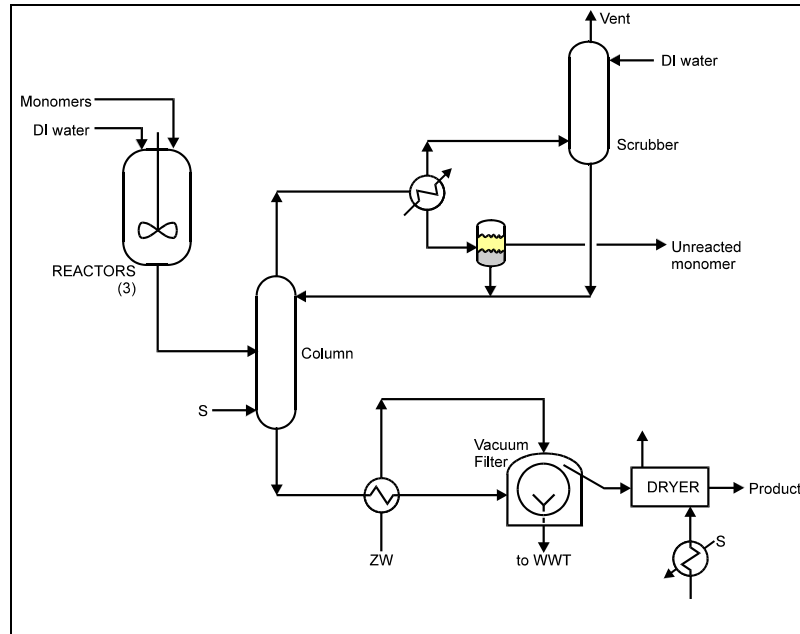 Vent
DI water
Monomers
DI water
Scrubber
Unreacted
monomer
REACTORS
(3)
Column
S
Vacuum
Filter
DRYER
Product
S
ZW
to WWT